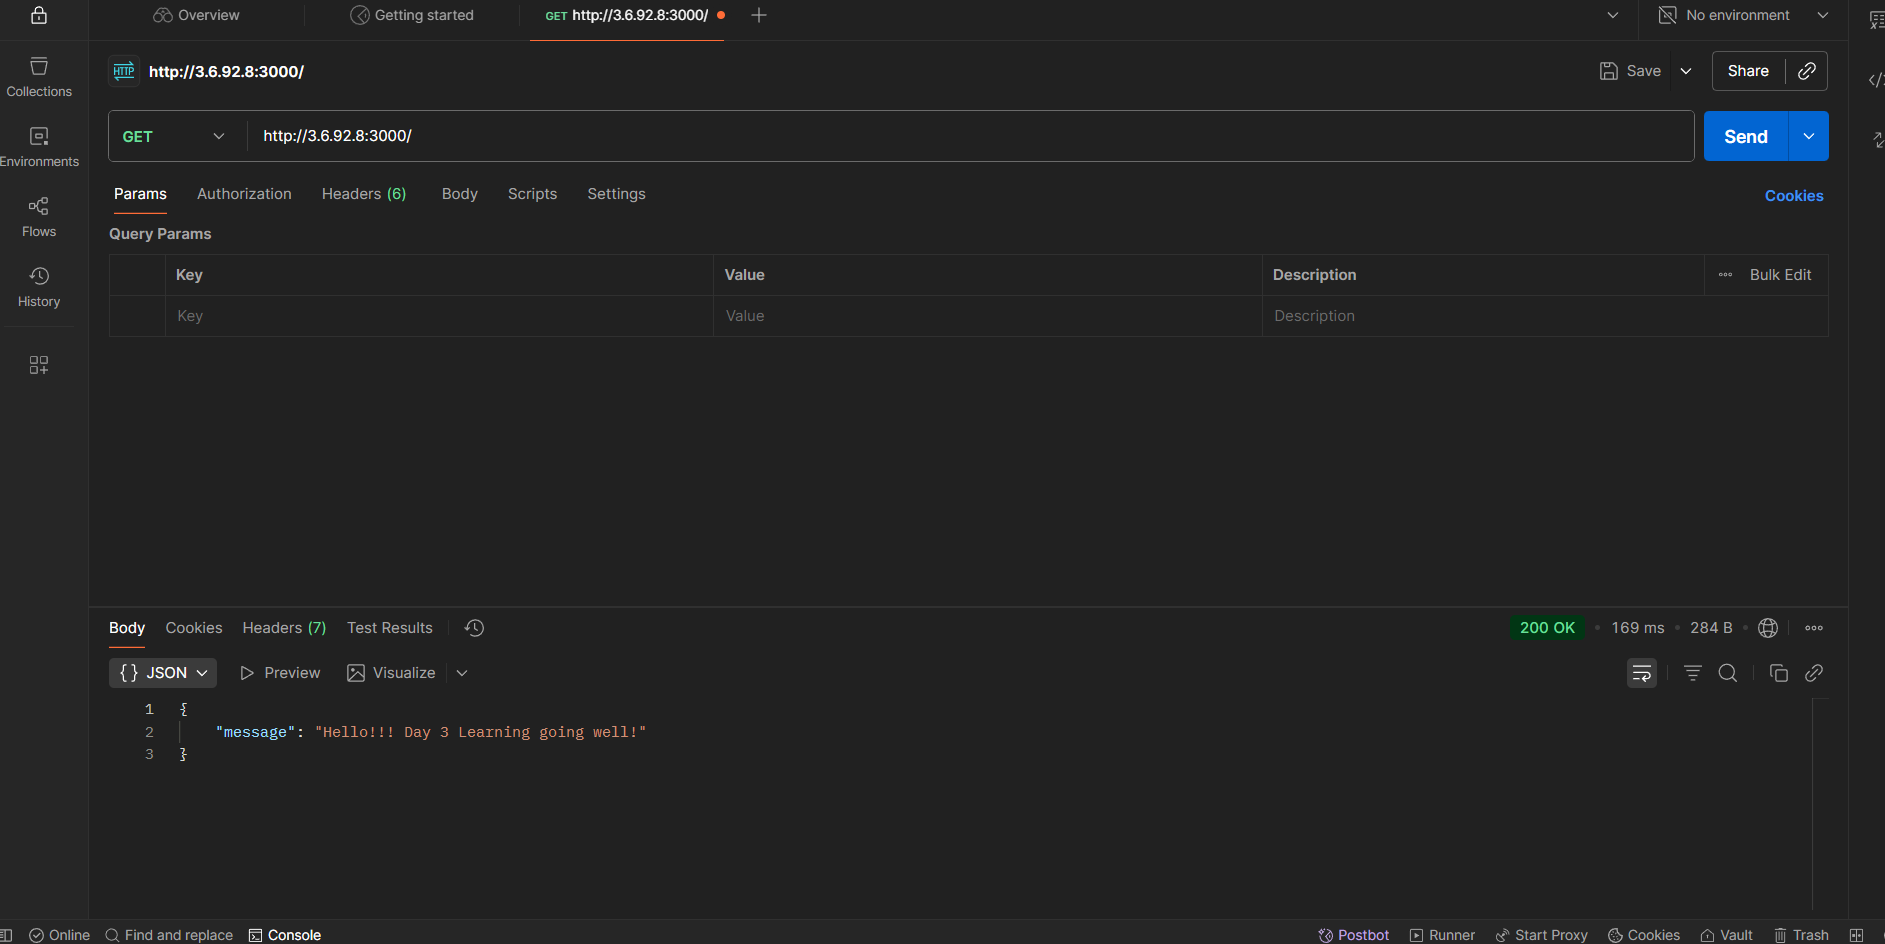 Overview
Getting started
GET http://3.6.92.8:3000/
No environment
HTTP http://3.6.92.8:3000/
Save
Share
Collections
GET
http://3.6.92.8:3000/
Send
Environments
Params
Authorization
Headers (6)
Body
Scripts
Settings
Cookies
Flows
Query Params
Key
Value
Description
Bulk Edit
History
Key
Value
Description
Body
Cookies
Headers (7)
Test Results
200 OK
169 ms
284 B
{} JSON
Preview
Visualize
1 {
2 "message": "Hello!!! Day 3 Learning going well!"
3 }
Online
Find and replace
Console
Postbot
Runner
Start Proxy
Cookies
Vault
Trash